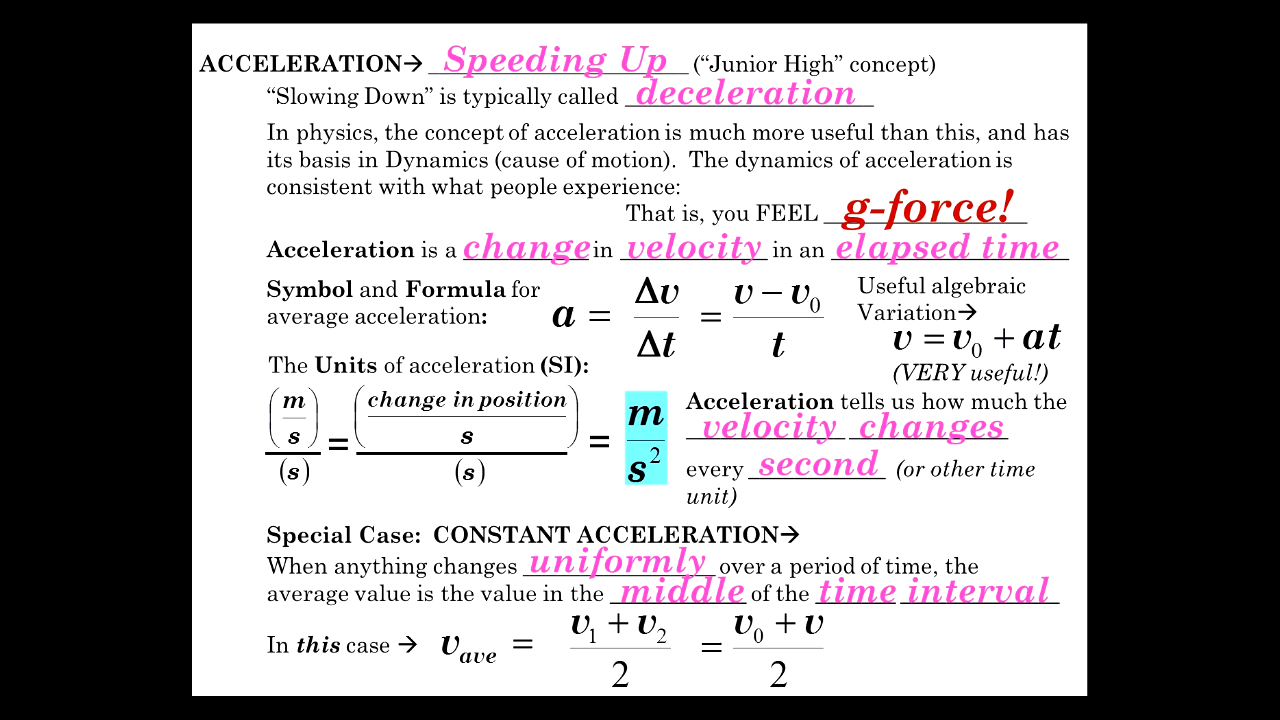 ACCELERATION→ Speeding Up ("Junior High" concept)
"Slowing Down" is typically called deceleration
In physics, the concept of acceleration is much more useful than this, and has
its basis in Dynamics (cause of motion). The dynamics of acceleration is
consistent with what people experience:
That is, you FEEL g-force!
Acceleration is a change in velocity in an elapsed time
Symbol and Formula for
average acceleration:
a = Δv/Δt = (v − v₀)/t
Useful algebraic
Variation→
v = v₀ + at
(VERY useful!)
The Units of acceleration (SI):
(m/s)/(s) = (change in position/s)/(s) = m/s²
Acceleration tells us how much the
velocity changes
every second (or other time
unit)
Special Case: CONSTANT ACCELERATION→
When anything changes uniformly over a period of time, the
average value is the value in the middle of the time interval
In this case → v_ave = (v₁ + v₂)/2 = (v₀ + v)/2